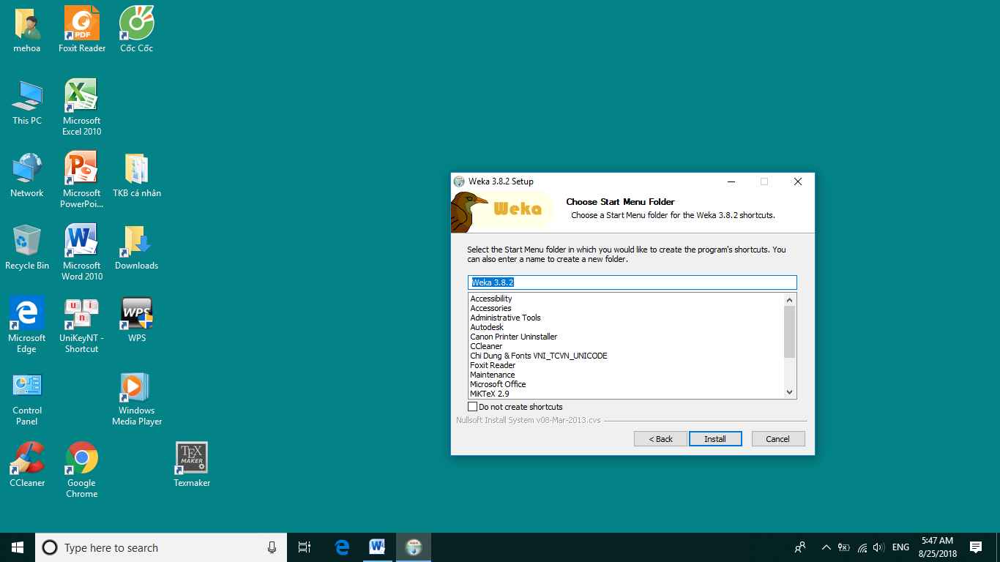 mehoa
Foxit Reader
Cốc Cốc
This PC
Microsoft
Excel 2010
Network
Microsoft
PowerPoi...
TKB cá nhân
Recycle Bin
Microsoft
Word 2010
Downloads
Microsoft
Edge
UniKeyNT -
Shortcut
WPS
WPS
Control
Panel
Windows
Media Player
CCleaner
Google
Chrome
Texmaker
PDF
u
i
n
TEX
MAKER
Weka 3.8.2 Setup
Weka
Choose Start Menu Folder
Choose a Start Menu folder for the Weka 3.8.2 shortcuts.
Select the Start Menu folder in which you would like to create the program's shortcuts. You
can also enter a name to create a new folder.
Weka 3.8.2
Accessibility
Accessories
Administrative Tools
Autodesk
Canon Printer Uninstaller
CCleaner
Chi Dung & Fonts VNI_TCVN_UNICODE
Foxit Reader
Maintenance
Microsoft Office
MiKTeX 2.9
Do not create shortcuts
Nullsoft Install System v08-Mar-2013.cvs
< Back
Install
Cancel
Type here to search
ENG
5:47 AM
8/25/2018